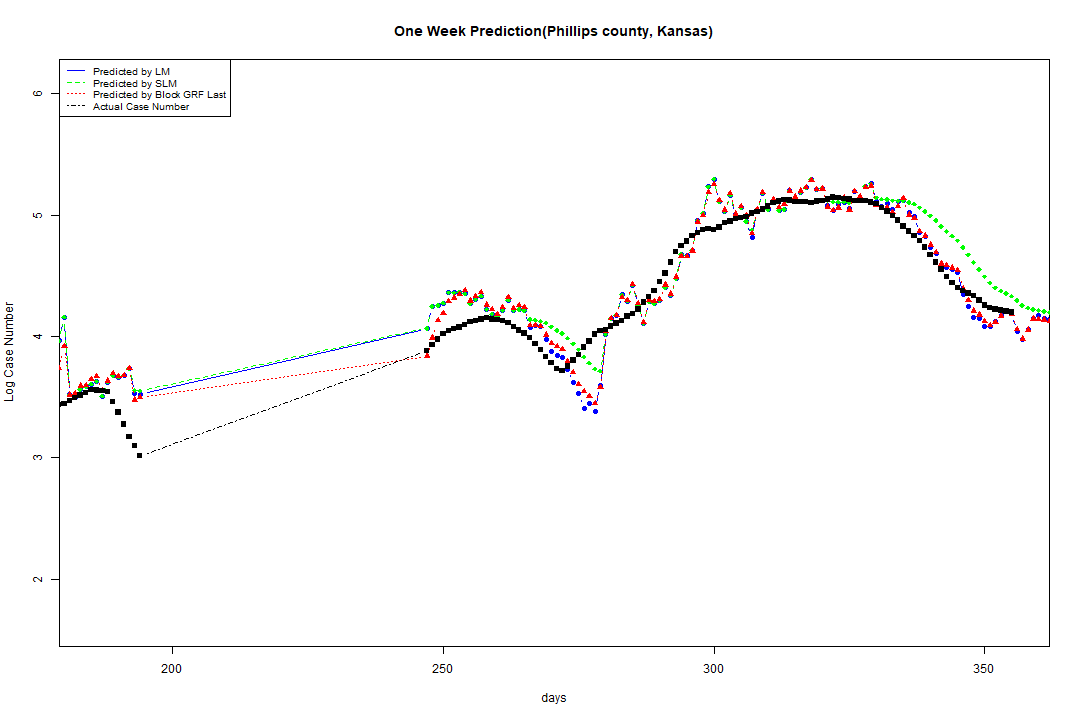 One Week Prediction(Phillips county, Kansas)
Predicted by LM
Predicted by SLM
Predicted by Block GRF Last
Actual Case Number
6
5
4
3
2
Log Case Number
200 250 300 350
days